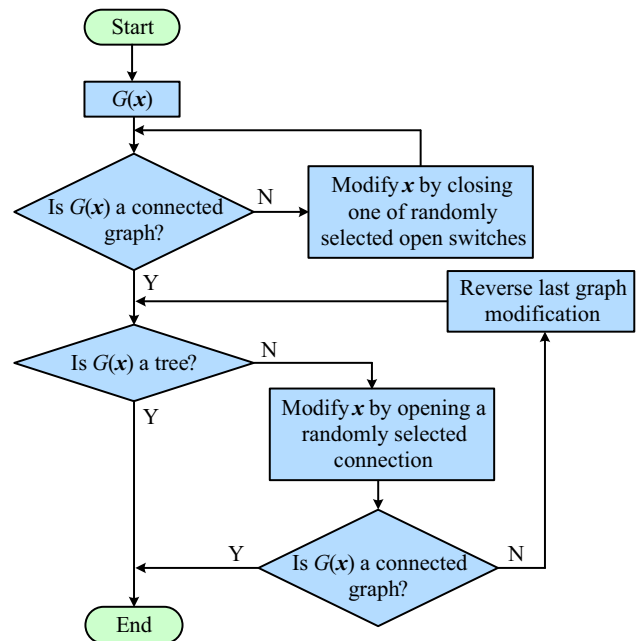 Start
G(x)
Is G(x) a connected
graph?
N
Modify x by closing
one of randomly
selected open switches
Y
Reverse last graph
modification
Is G(x) a tree?
N
Y
Modify x by opening a
randomly selected
connection
Y
Is G(x) a connected
graph?
N
End